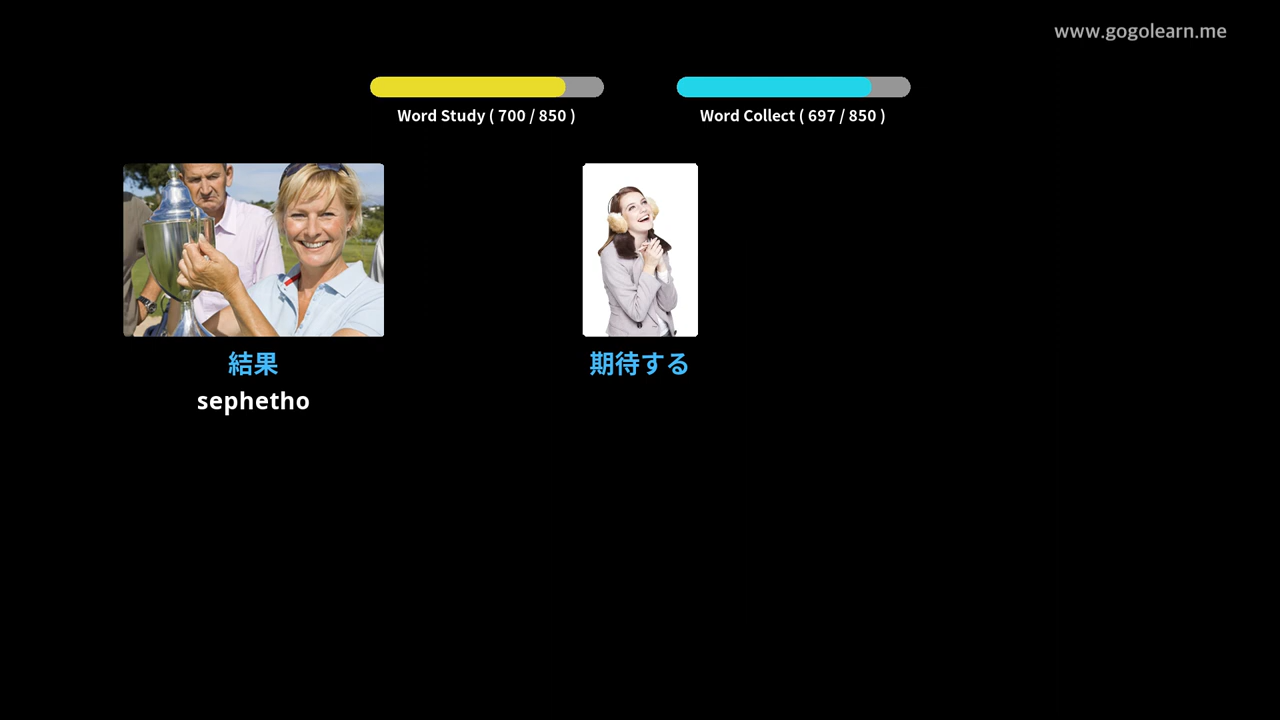 www.gogolearn.me
Word Study ( 700 / 850 )
Word Collect ( 697 / 850 )
結果
sephetho
期待する